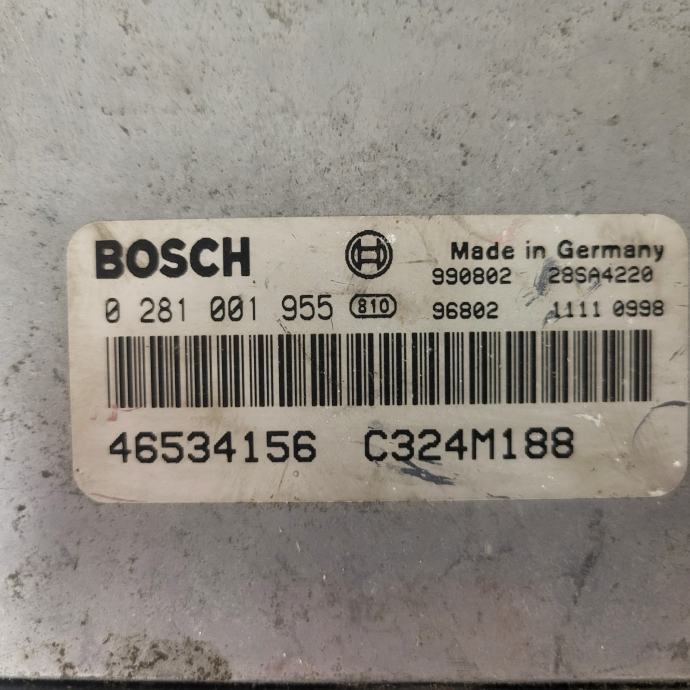 BOSCH Made in Germany
990802 28SA4220
0 281 001 955 810 96802 1111 0998
46534156 C324M188